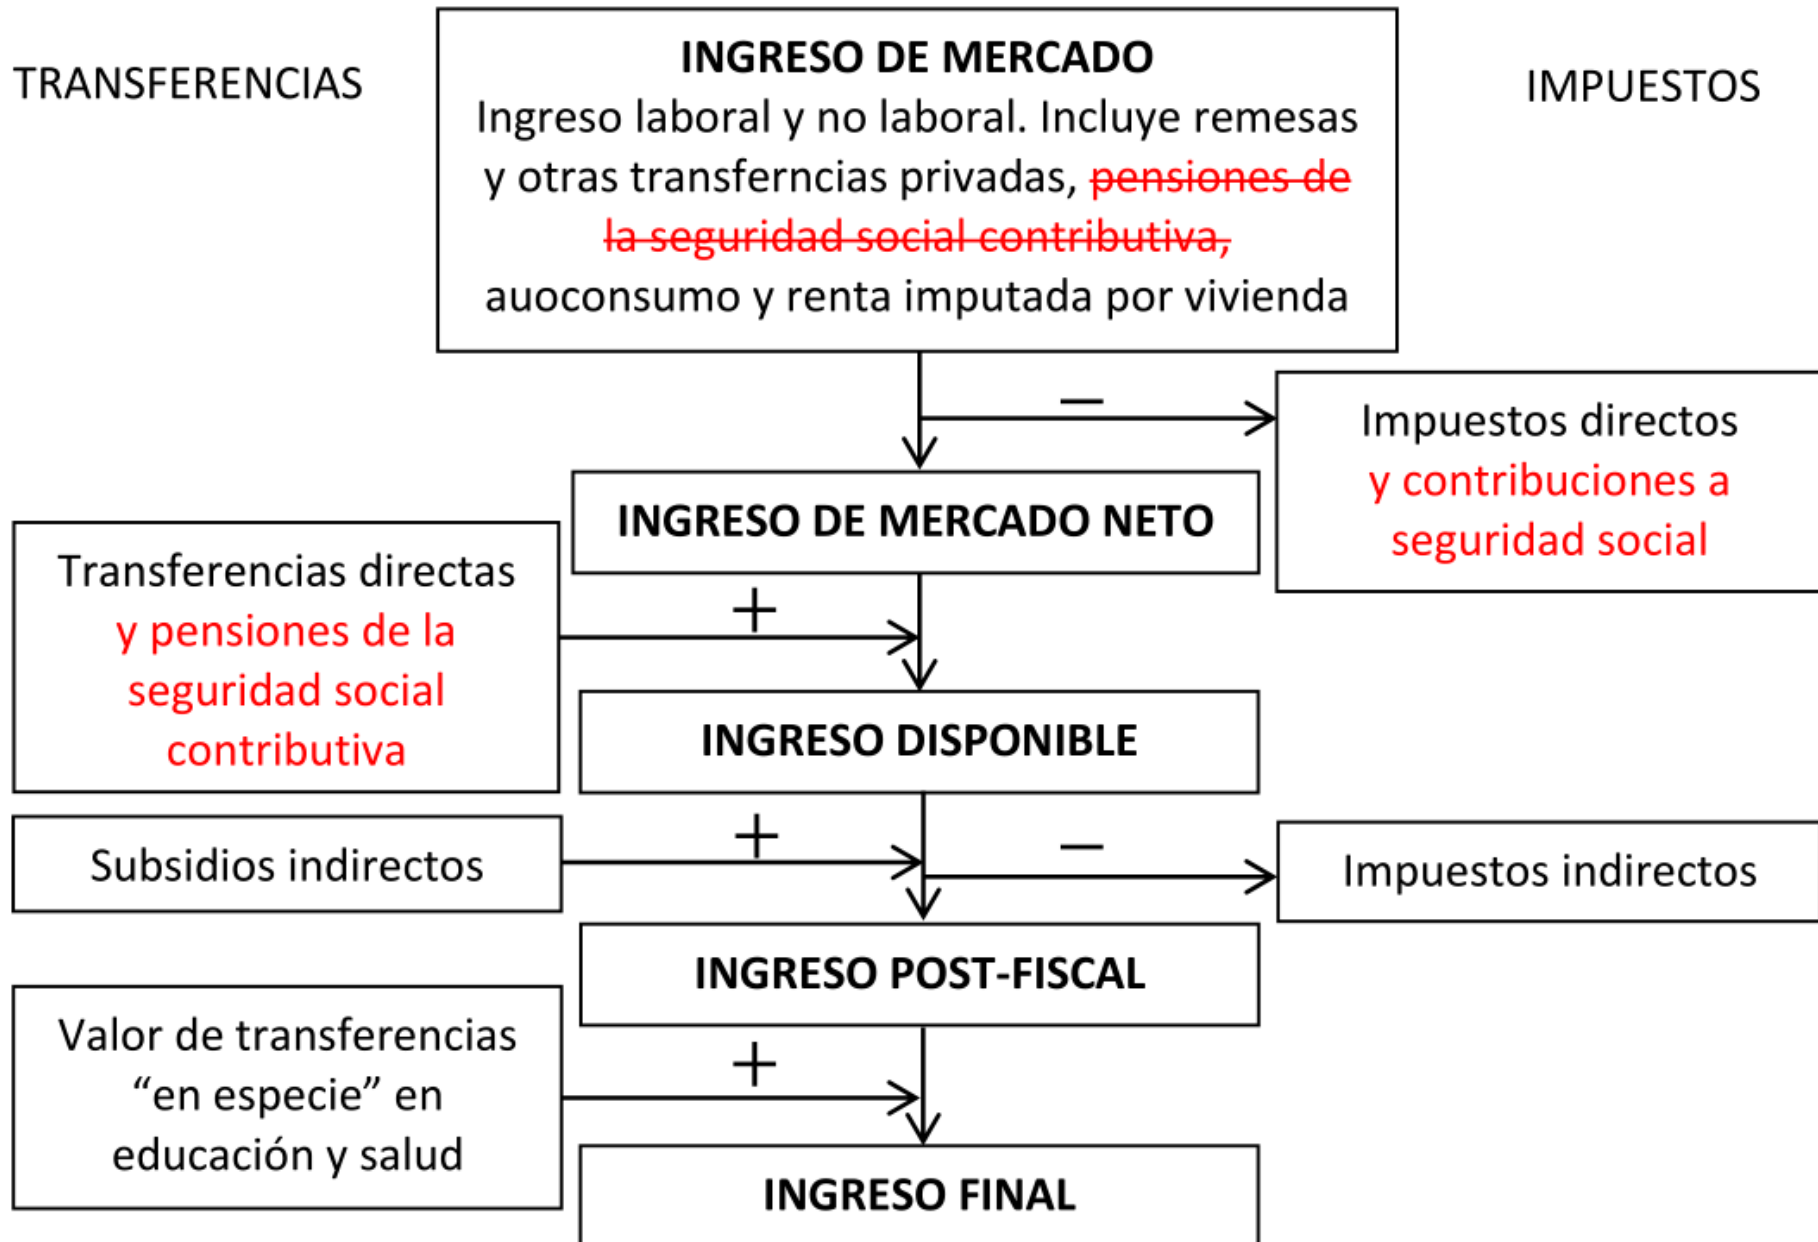 TRANSFERENCIAS
INGRESO DE MERCADO
Ingreso laboral y no laboral. Incluye remesas
y otras transferncias privadas, pensiones de
la seguridad social contributiva,
auoconsumo y renta imputada por vivienda
IMPUESTOS
—
Impuestos directos
y contribuciones a
seguridad social
INGRESO DE MERCADO NETO
Transferencias directas
y pensiones de la
seguridad social
contributiva
+
INGRESO DISPONIBLE
Subsidios indirectos
+
—
Impuestos indirectos
INGRESO POST-FISCAL
Valor de transferencias
“en especie” en
educación y salud
+
INGRESO FINAL